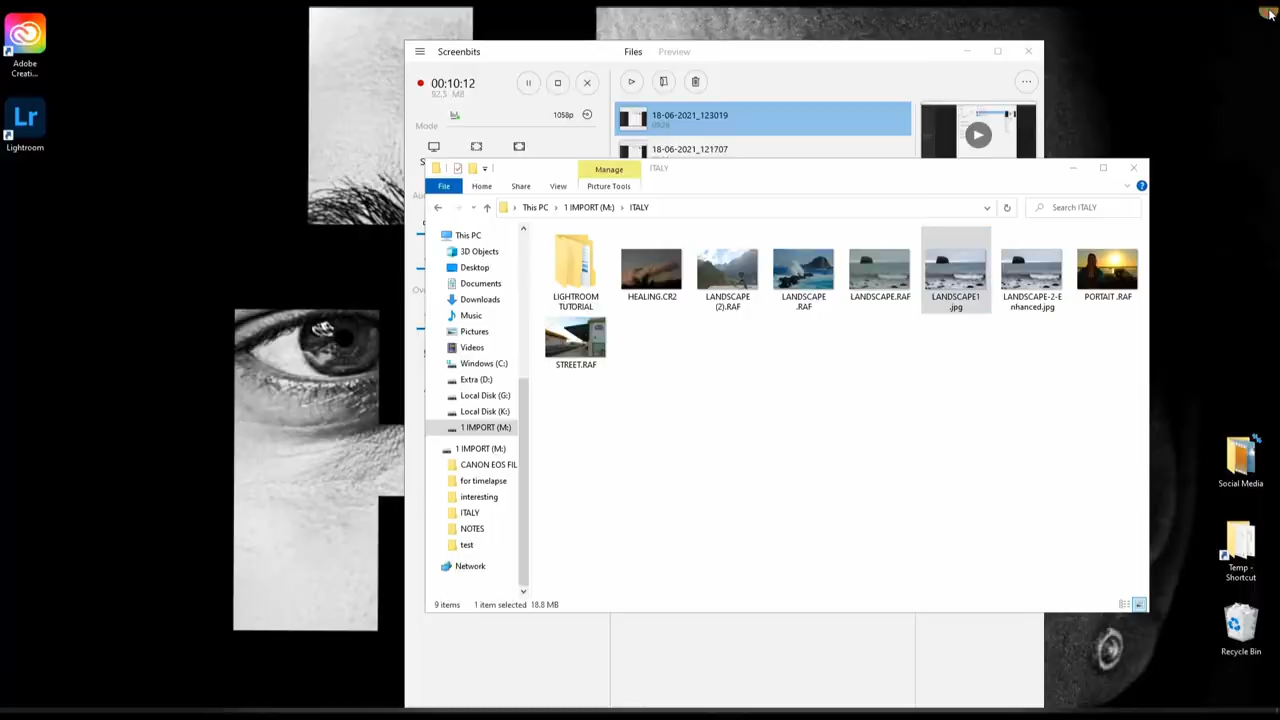 Adobe
Creati...
Lightroom
Lr
Screenbits
Files
Preview
00:10:12
92.5 MB
1058p
Mode
18-06-2021_123019
18-06-2021_121707
Manage
ITALY
File
Home
Share
View
Picture Tools
This PC
1 IMPORT (M:)
ITALY
Search ITALY
This PC
3D Objects
Desktop
Documents
Downloads
Music
Pictures
Videos
Windows (C:)
Extra (D:)
Local Disk (G:)
Local Disk (K:)
1 IMPORT (M:)
1 IMPORT (M:)
CANON EOS FIL
for timelapse
interesting
ITALY
NOTES
test
Network
LIGHTROOM
TUTORIAL
HEALING.CR2
LANDSCAPE
(2).RAF
LANDSCAPE
.RAF
LANDSCAPE.RAF
LANDSCAPE1
.jpg
LANDSCAPE-2-E
nhanced.jpg
PORTAIT .RAF
STREET.RAF
9 items
1 item selected
18.8 MB
Social Media
Temp -
Shortcut
Recycle Bin